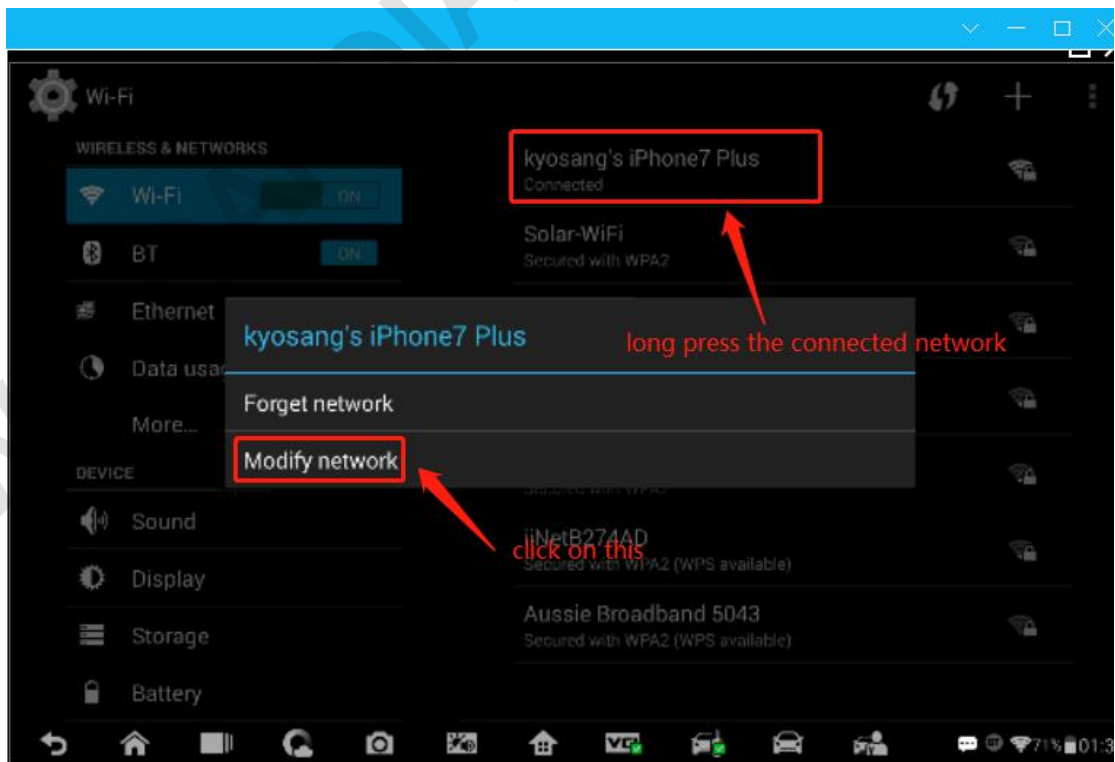 Wi-Fi
WIRELESS & NETWORKS
Wi-Fi ON
BT ON
Ethernet
More...
DEVICE
Sound
Display
Storage
Battery
kyosang's iPhone7 Plus
Connected
Solar-WiFi
Secured with WPA2
long press the connected network
kyosang's iPhone7 Plus
Forget network
Modify network
click on this
iiNetB274AD
Secured with WPA2 (WPS available)
Aussie Broadband 5043
Secured with WPA2 (WPS available)
71%